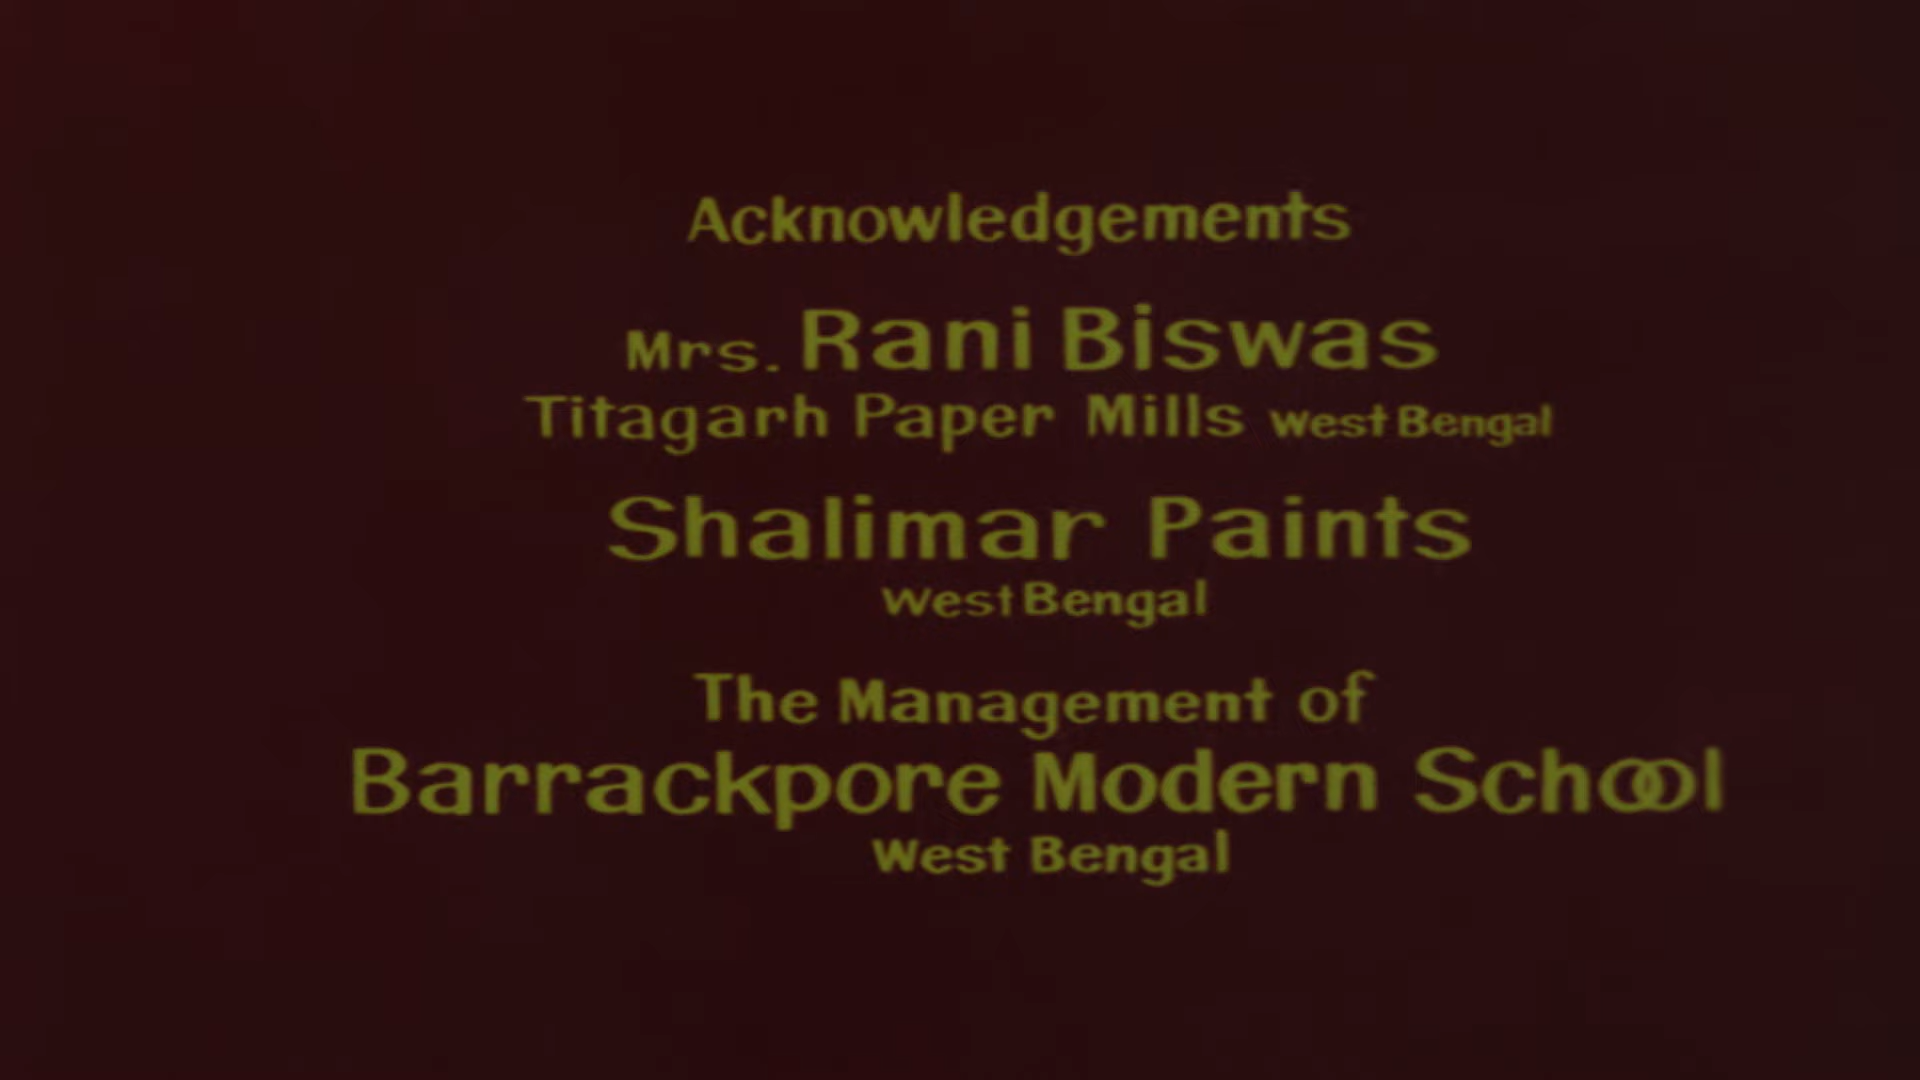 Acknowledgements
Mrs. Rani Biswas
Titagarh Paper Mills West Bengal
Shalimar Paints
West Bengal
The Management of
Barrackpore Modern School
West Bengal